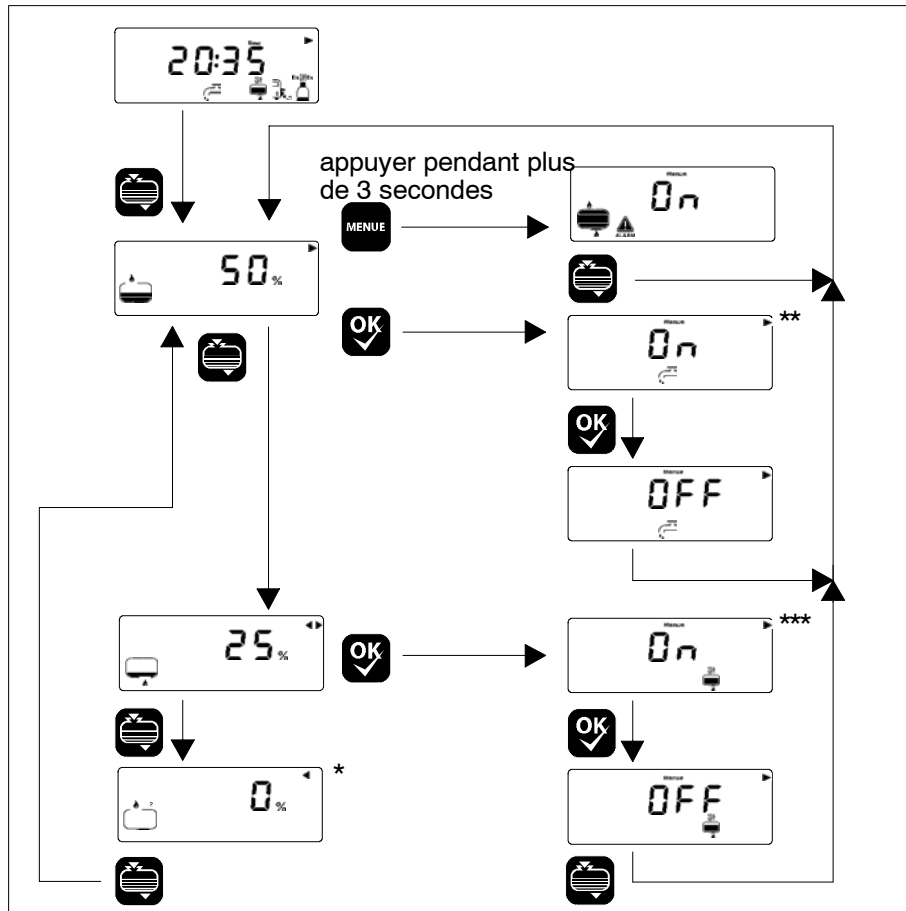 20:35
appuyer pendant plus
de 3 secondes
MENUE
Menue
On
ALARM
50 %
OK
Menue
On
**
OK
Menue
OFF
25 %
OK
Menue
On
***
OK
0 %
*
Menue
OFF